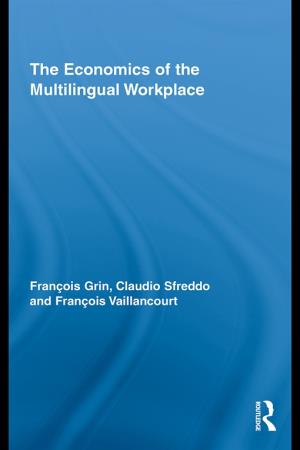 The Economics of the
Multilingual Workplace
François Grin, Claudio Sfreddo
and François Vaillancourt
ROUTLEDGE